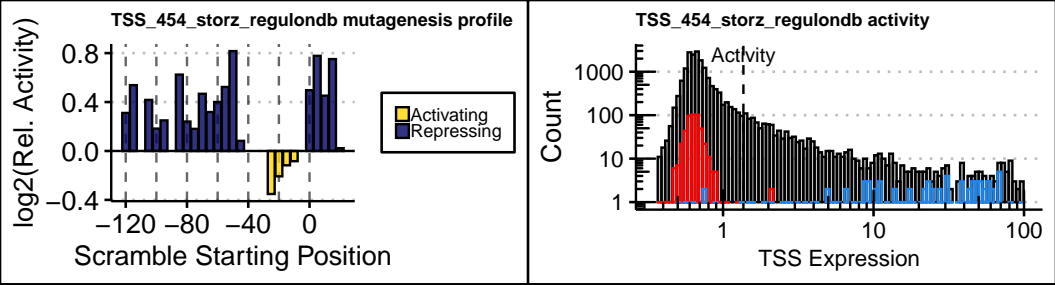 TSS_454_storz_regulondb mutagenesis profile
log2(Rel. Activity)
0.8
0.4
0.0
−0.4
−120 −80 −40 0
Scramble Starting Position
Activating
Repressing
TSS_454_storz_regulondb activity
Activity
Count
1000
100
10
1
1 10 100
TSS Expression